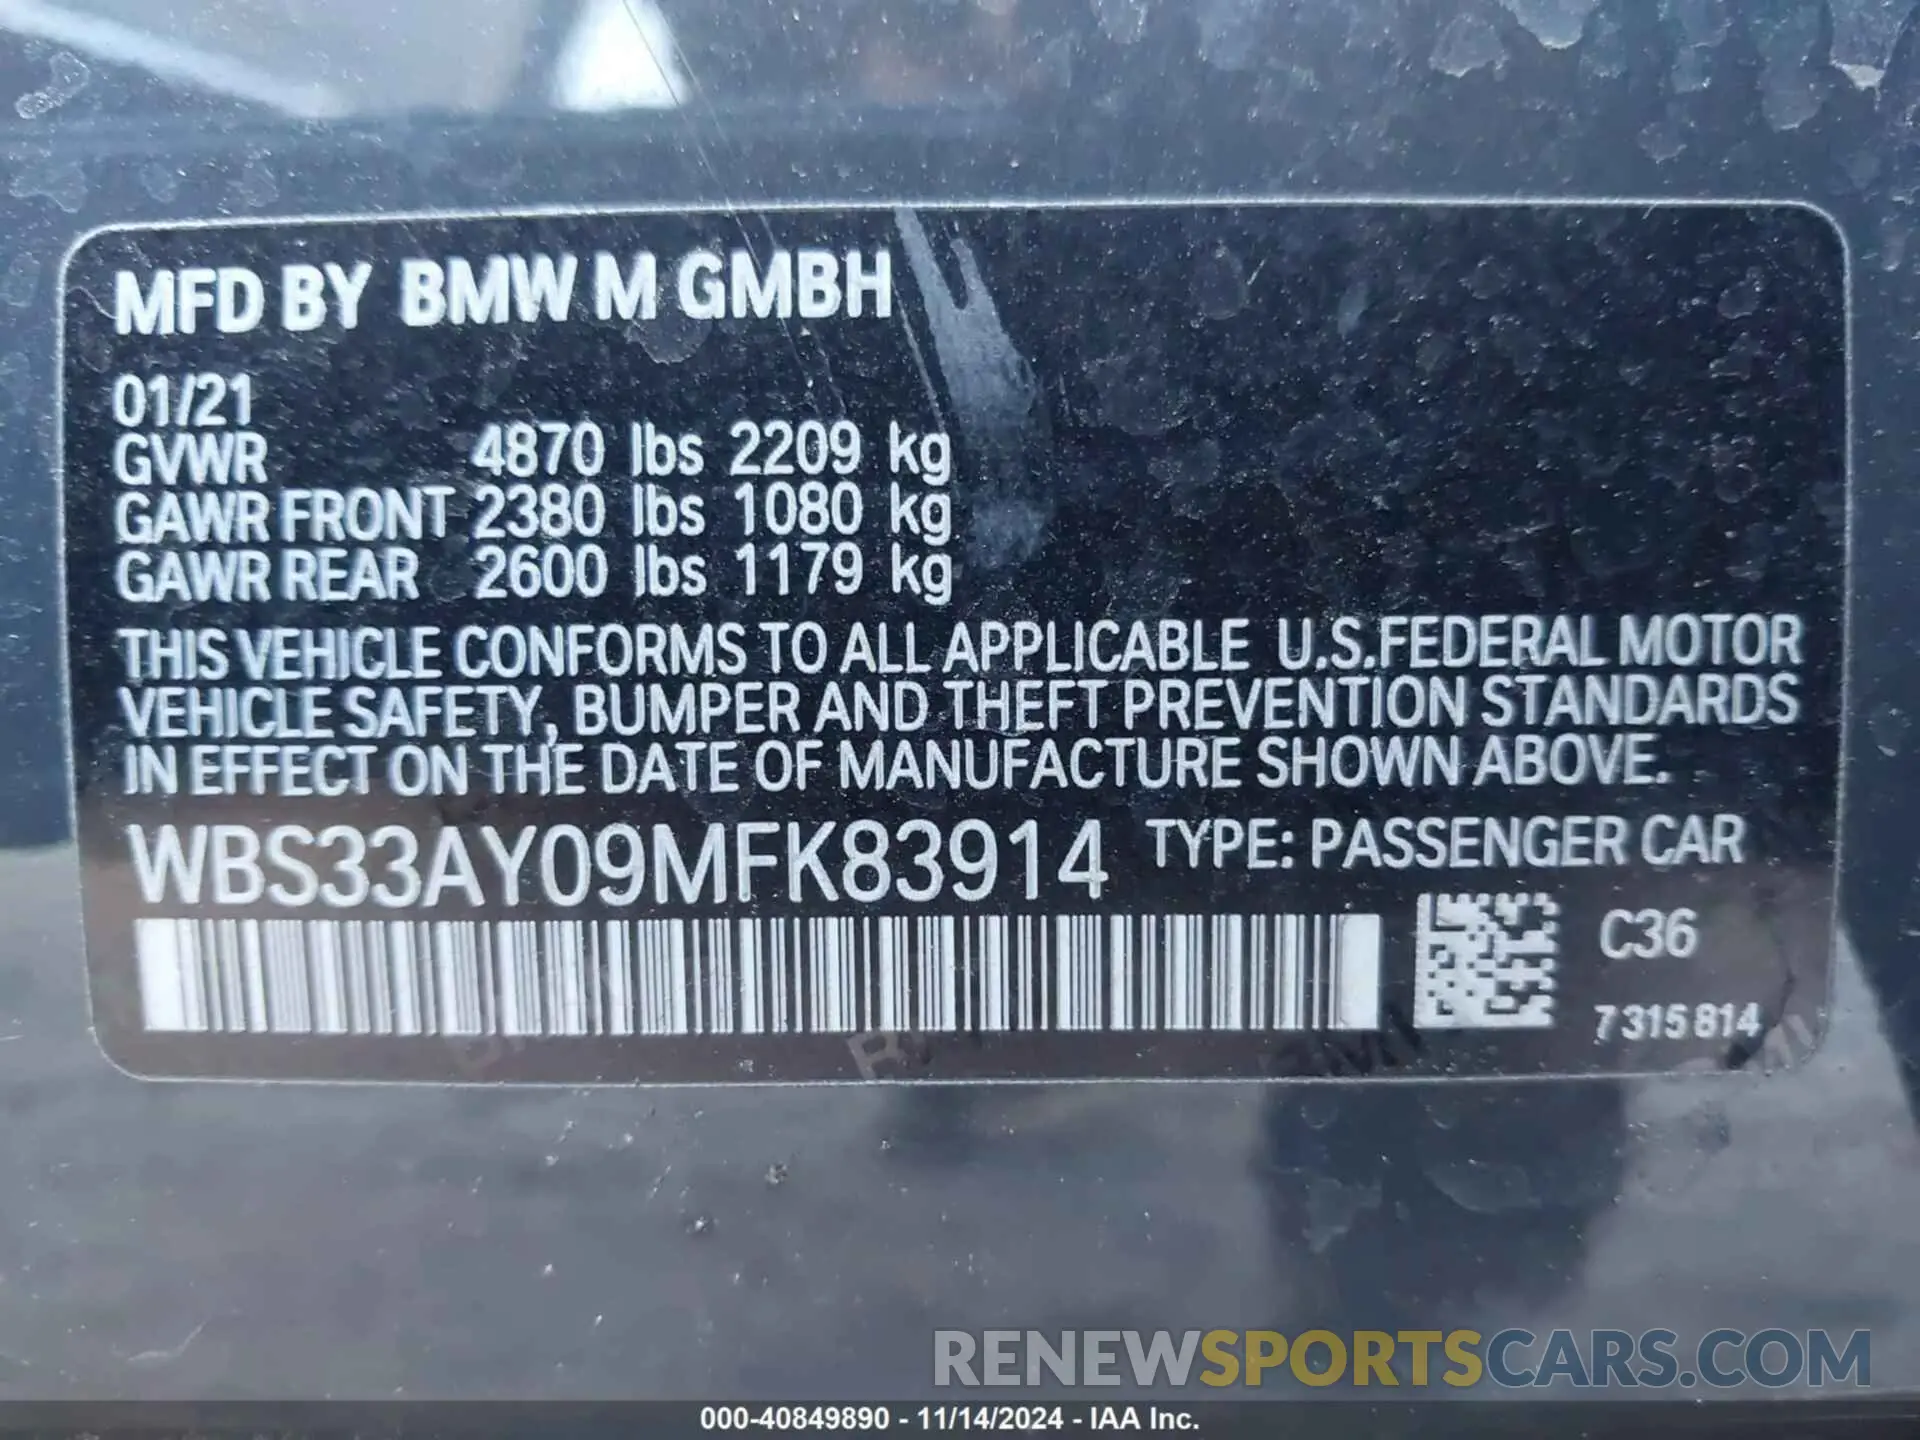 MFD BY BMW M GMBH
01/21
GVWR 4870 lbs 2209 kg
GAWR FRONT 2380 lbs 1080 kg
GAWR REAR 2600 lbs 1179 kg
THIS VEHICLE CONFORMS TO ALL APPLICABLE U.S.FEDERAL MOTOR
VEHICLE SAFETY, BUMPER AND THEFT PREVENTION STANDARDS
IN EFFECT ON THE DATE OF MANUFACTURE SHOWN ABOVE.
WBS33AY09MFK83914 TYPE: PASSENGER CAR
C36
7 315 814
RENEWSPORTSCARS.COM
000-40849890 - 11/14/2024 - IAA Inc.